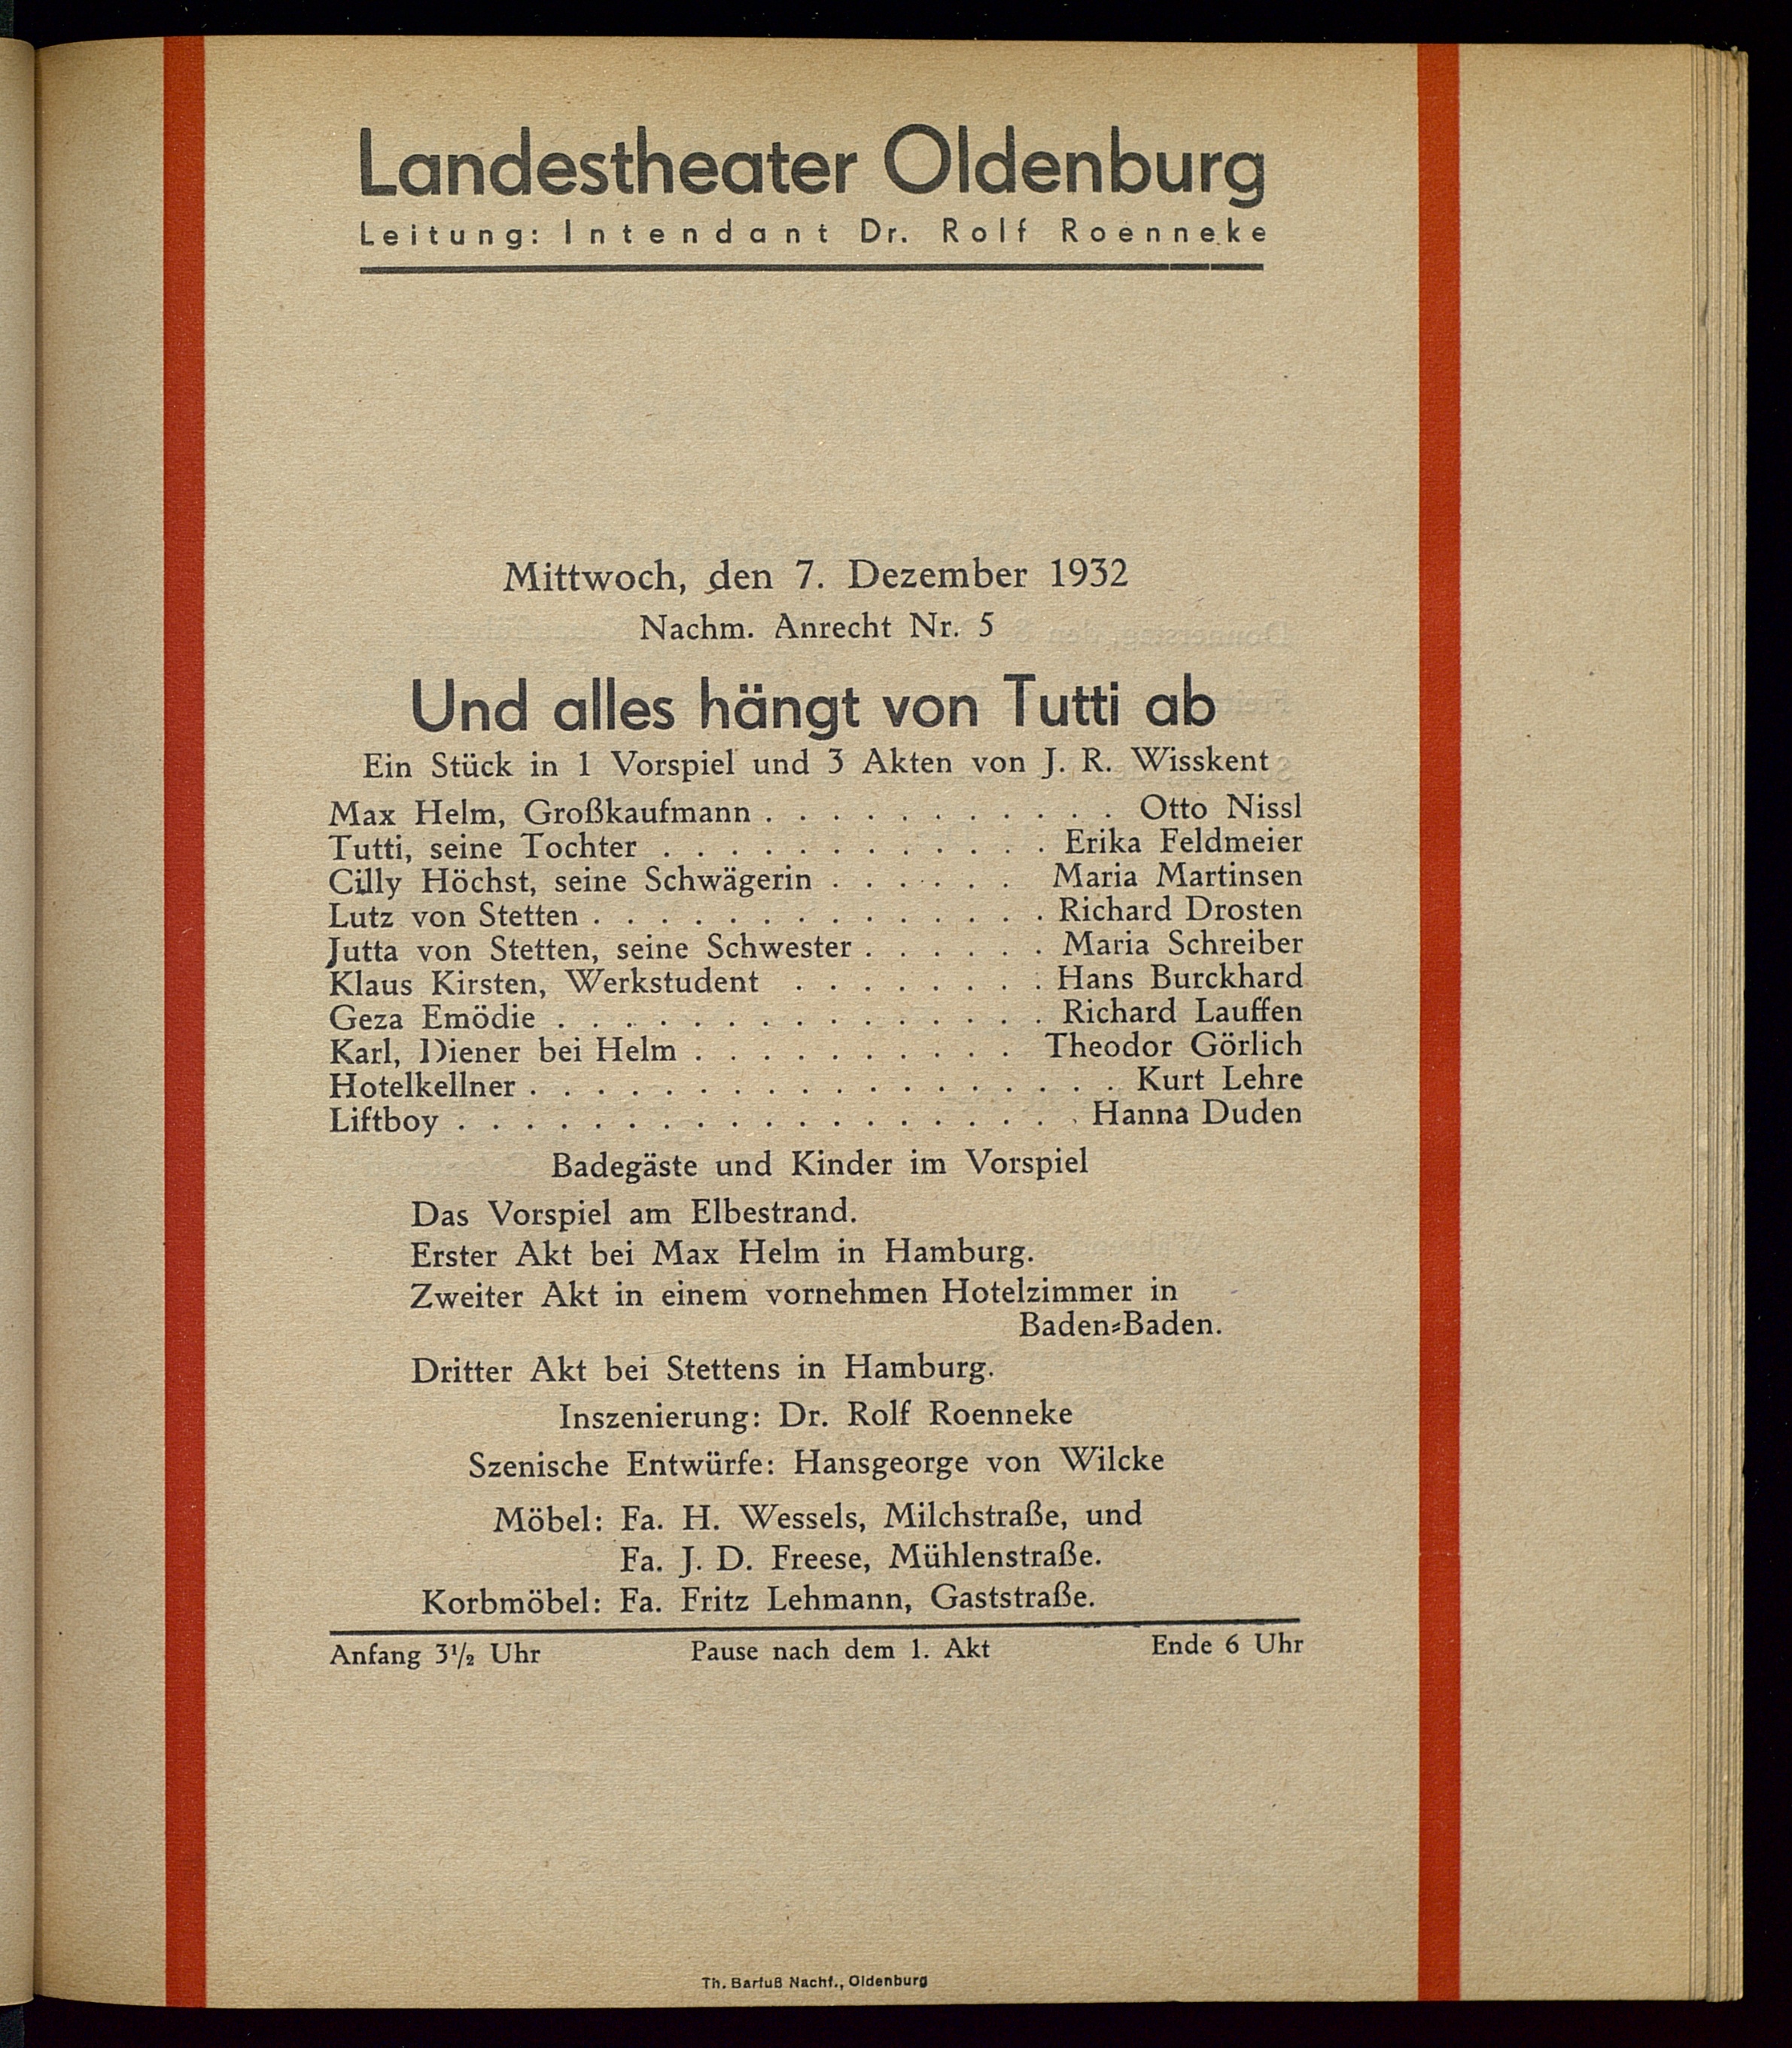 Landestheater Oldenburg
Leitung: Intendant Dr. Rolf Roenneke
Mittwoch, den 7. Dezember 1932
Nachm. Anrecht Nr. 5
Und alles hängt von Tutti ab
Ein Stück in 1 Vorspiel und 3 Akten von J. R. Wisskent
Max Helm, Großkaufmann . . . . . . . . . . . Otto Nissl
Tutti, seine Tochter . . . . . . . . . . . . Erika Feldmeier
Cilly Höchst, seine Schwägerin . . . . . . Maria Martinsen
Lutz von Stetten . . . . . . . . . . . . . . Richard Drosten
Jutta von Stetten, seine Schwester . . . . . . Maria Schreiber
Klaus Kirsten, Werkstudent . . . . . . . . Hans Burckhard
Geza Emödie . . . . . . . . . . . . . . . Richard Lauffen
Karl, Diener bei Helm . . . . . . . . . . Theodor Görlich
Hotelkellner . . . . . . . . . . . . . . . . . . Kurt Lehre
Liftboy . . . . . . . . . . . . . . . . . . . Hanna Duden
Badegäste und Kinder im Vorspiel
Das Vorspiel am Elbestrand.
Erster Akt bei Max Helm in Hamburg.
Zweiter Akt in einem vornehmen Hotelzimmer in
Baden-Baden.
Dritter Akt bei Stettens in Hamburg.
Inszenierung: Dr. Rolf Roenneke
Szenische Entwürfe: Hansgeorge von Wilcke
Möbel: Fa. H. Wessels, Milchstraße, und
Fa. J. D. Freese, Mühlenstraße.
Korbmöbel: Fa. Fritz Lehmann, Gaststraße.
Anfang 3½ Uhr Pause nach dem 1. Akt Ende 6 Uhr
Th. Barfuß Nachf., Oldenburg